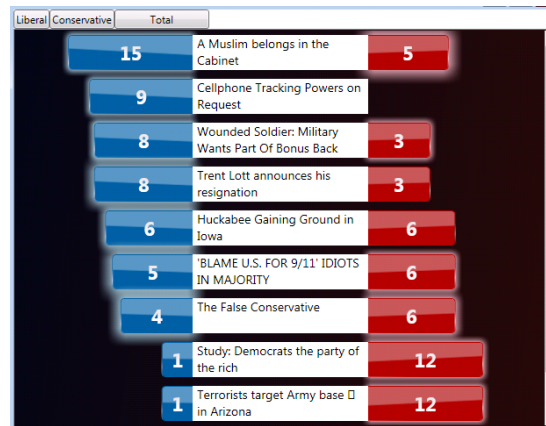 Liberal Conservative Total
15 A Muslim belongs in the 5
Cabinet
9 Cellphone Tracking Powers on
Request
8 Wounded Soldier: Military 3
Wants Part Of Bonus Back
8 Trent Lott announces his 3
resignation
6 Huckabee Gaining Ground in 6
Iowa
5 'BLAME U.S. FOR 9/11' IDIOTS 6
IN MAJORITY
4 The False Conservative 6
1 Study: Democrats the party of 12
the rich
1 Terrorists target Army base 12
in Arizona